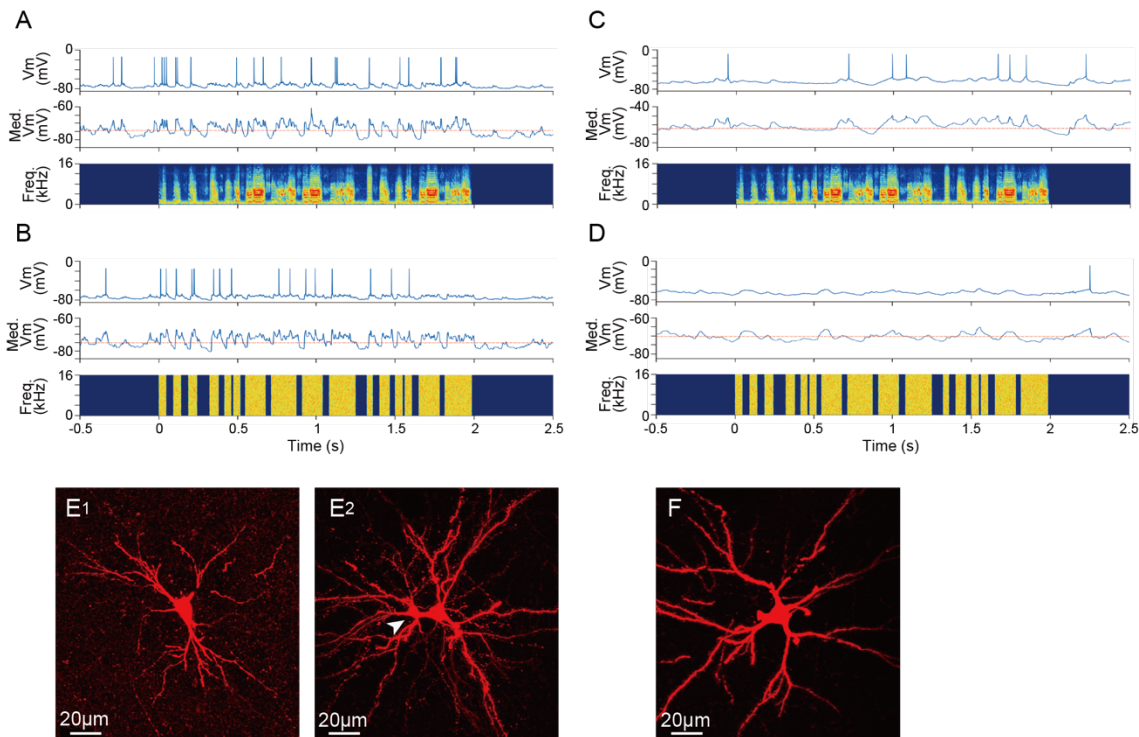 A
Vm
(mV)
0
-80
Med.
Vm
(mV)
-60
-80
Freq.
(kHz)
16
0
B
Vm
(mV)
0
-80
Med.
Vm
(mV)
-60
-80
Freq.
(kHz)
16
0
-0.5 0 0.5 1 1.5 2 2.5
Time (s)
C
Vm
(mV)
0
-80
Med.
Vm
(mV)
-40
-80
Freq.
(kHz)
16
0
D
Vm
(mV)
0
-80
Med.
Vm
(mV)
-60
-80
Freq.
(kHz)
16
0
-0.5 0 0.5 1 1.5 2 2.5
Time (s)
E1
20μm
E2
20μm
F
20μm